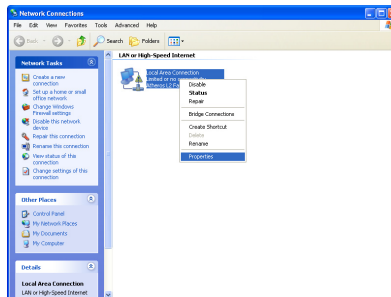 Network Connections
File Edit View Favorites Tools Advanced Help
Back Search Folders
LAN or High-Speed Internet
Network Tasks
Create a new connection
Set up a home or small office network
Change Windows Firewall settings
Disable this network device
Repair this connection
Rename this connection
View status of this connection
Change settings of this connection
Other Places
Control Panel
My Network Places
My Documents
My Computer
Details
Local Area Connection
LAN or High-Speed Internet
Local Area Connection
Limited or no
Atheros L2 Fa
Disable
Status
Repair
Bridge Connections
Create Shortcut
Delete
Rename
Properties